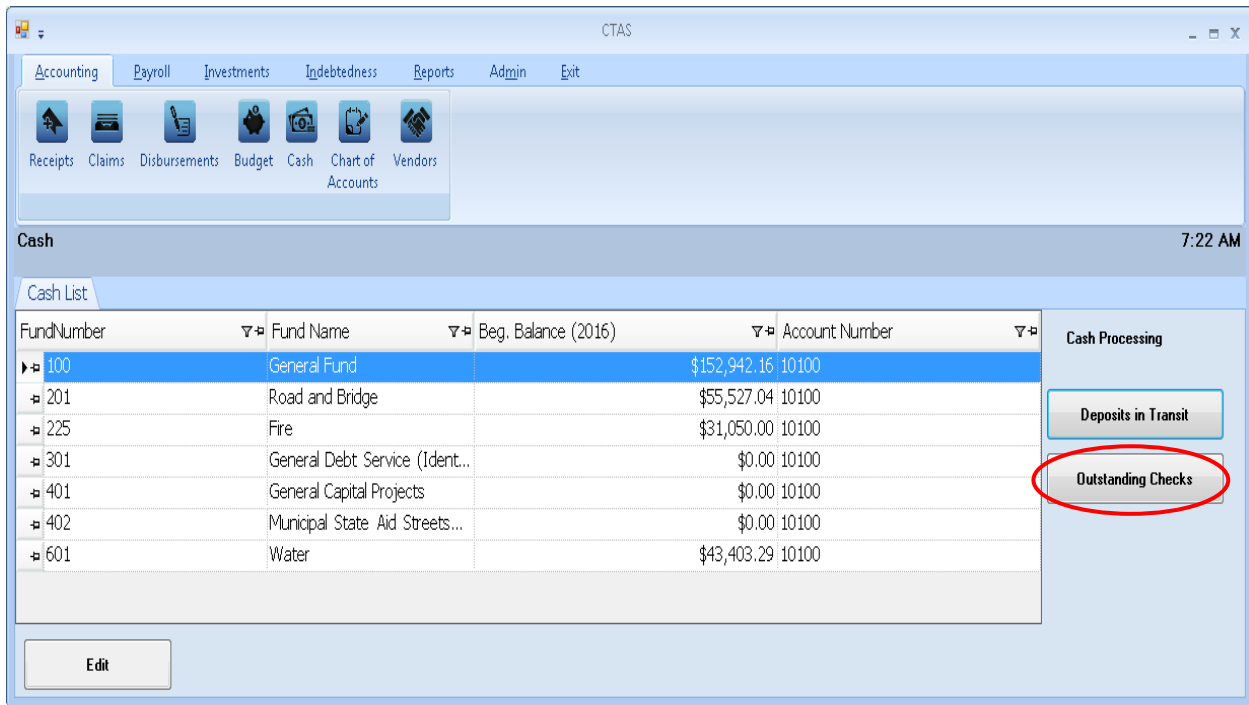 CTAS
Accounting Payroll Investments Indebtedness Reports Admin Exit
Receipts Claims Disbursements Budget Cash Chart of Accounts Vendors
Cash 7:22 AM
Cash List
FundNumber Fund Name Beg. Balance (2016) Account Number
100 General Fund $152,942.16 10100
201 Road and Bridge $55,527.04 10100
225 Fire $31,050.00 10100
301 General Debt Service (Ident... $0.00 10100
401 General Capital Projects $0.00 10100
402 Municipal State Aid Streets... $0.00 10100
601 Water $43,403.29 10100
Cash Processing
Deposits in Transit
Outstanding Checks
Edit